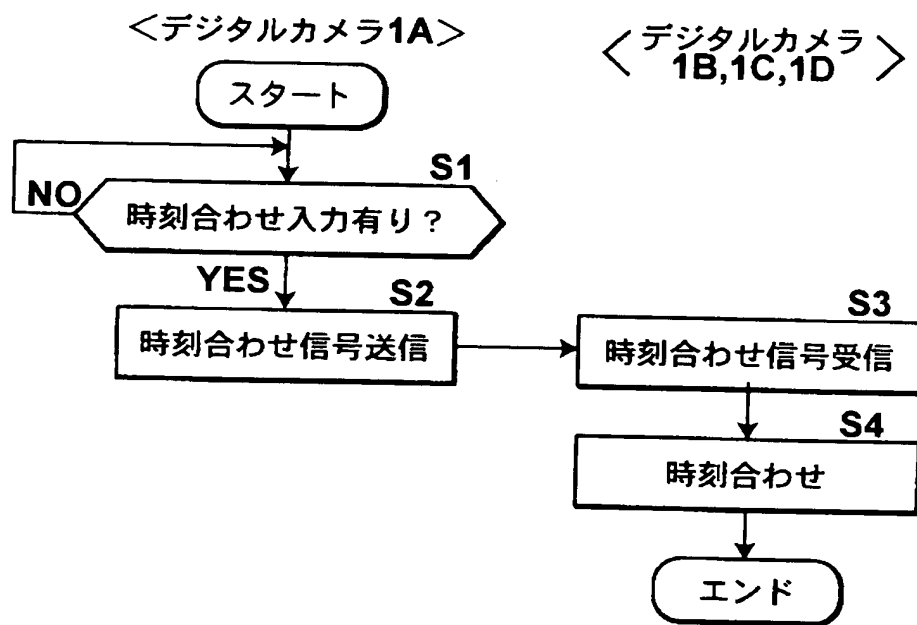 <デジタルカメラ1A>
<デジタルカメラ
1B,1C,1D>
スタート
S1
NO
時刻合わせ入力有り？
YES
S2
時刻合わせ信号送信
S3
時刻合わせ信号受信
S4
時刻合わせ
エンド